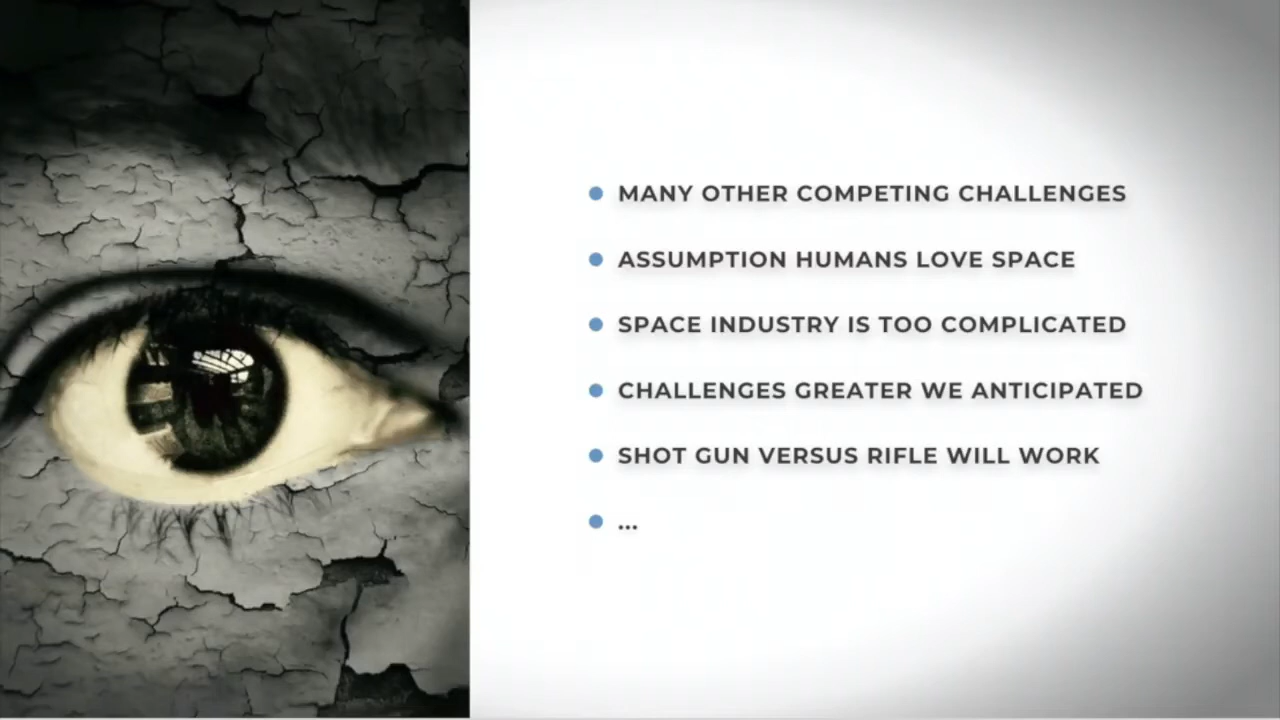 MANY OTHER COMPETING CHALLENGES
ASSUMPTION HUMANS LOVE SPACE
SPACE INDUSTRY IS TOO COMPLICATED
CHALLENGES GREATER WE ANTICIPATED
SHOT GUN VERSUS RIFLE WILL WORK
...